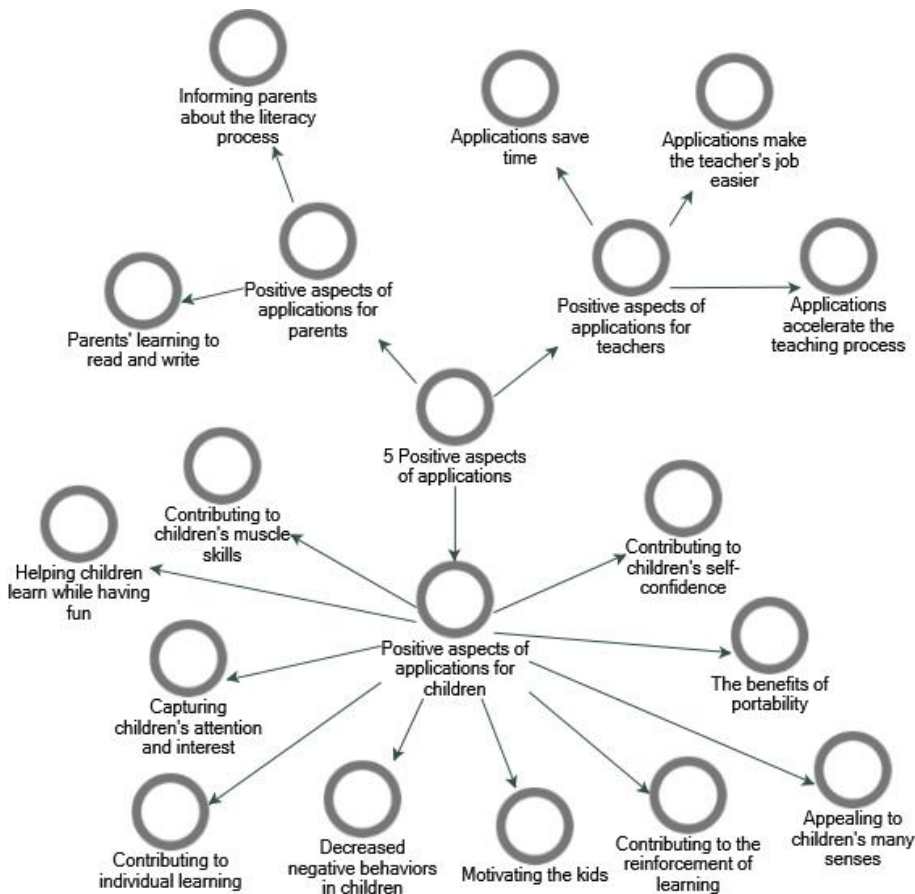 Informing parents
about the literacy
process
Applications save
time
Applications make
the teacher's job
easier
Positive aspects of
applications for
parents
Parents' learning to
read and write
Positive aspects of
applications for
teachers
Applications
accelerate the
teaching process
5 Positive aspects
of applications
Contributing to
children's muscle
skills
Helping children
learn while having
fun
Contributing to
children's self-
confidence
Positive aspects of
applications for
children
Capturing
children's attention
and interest
The benefits of
portability
Contributing to
individual learning
Decreased
negative behaviors
in children
Motivating the kids
Contributing to the
reinforcement of
learning
Appealing to
children's many
senses